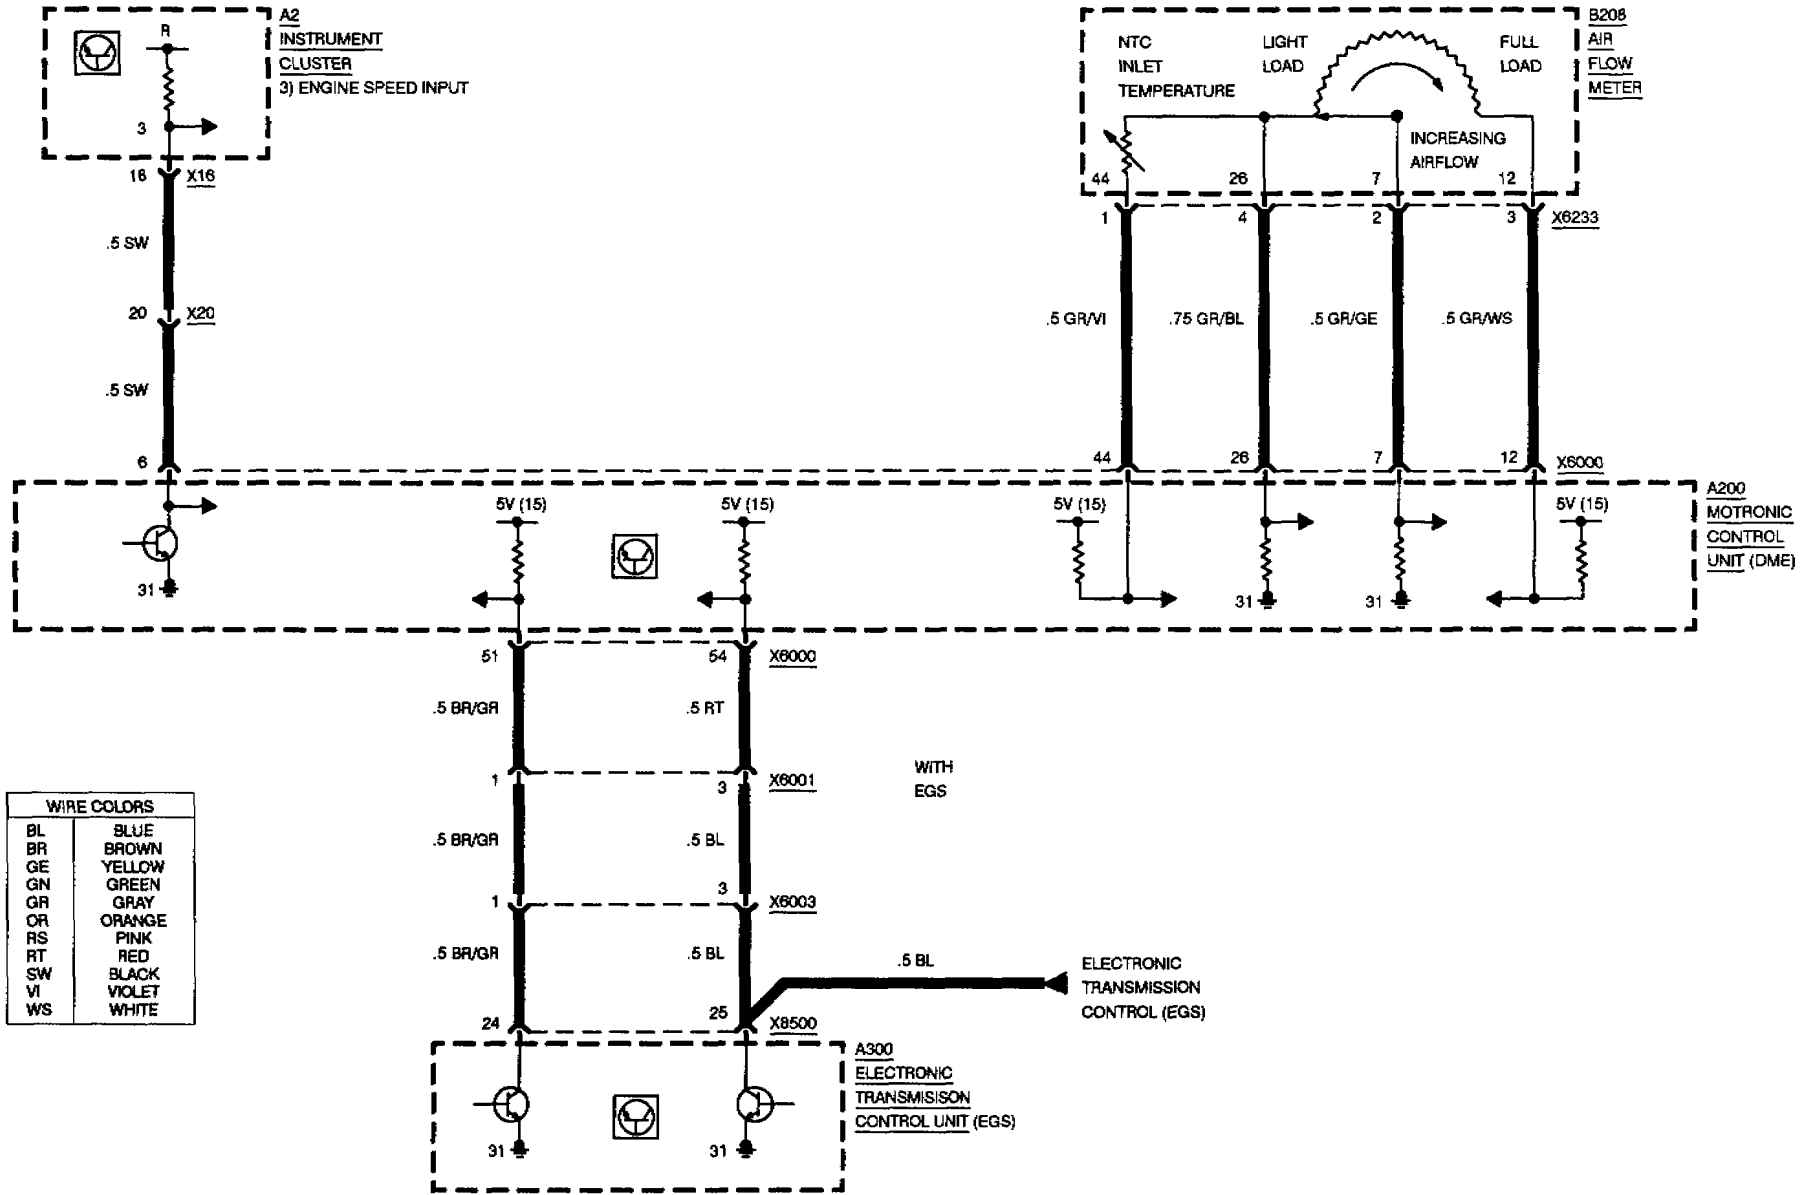 A2
INSTRUMENT
CLUSTER
3) ENGINE SPEED INPUT
R
3
18 X16
.5 SW
20 X20
.5 SW
6
B208
AIR
FLOW
METER
NTC
INLET
TEMPERATURE
LIGHT
LOAD
FULL
LOAD
INCREASING
AIRFLOW
44 26 7 12
1 4 2 3 X6233
.5 GR/VI .75 GR/BL .5 GR/GE .5 GR/WS
44 26 7 12 X6000
A200
MOTRONIC
CONTROL
UNIT (DME)
5V (15) 5V (15) 5V (15) 5V (15)
31 31 31
51 54 X6000
.5 BR/GR .5 RT
WITH
EGS
1 3 X6001
.5 BR/GR .5 BL
1 3 X6003
.5 BR/GR .5 BL
.5 BL
ELECTRONIC
TRANSMISSION
CONTROL (EGS)
24 25 X8500
A300
ELECTRONIC
TRANSMISISON
CONTROL UNIT (EGS)
31 31
WIRE COLORS
BL BLUE
BR BROWN
GE YELLOW
GN GREEN
GR GRAY
OR ORANGE
RS PINK
RT RED
SW BLACK
VI VIOLET
WS WHITE